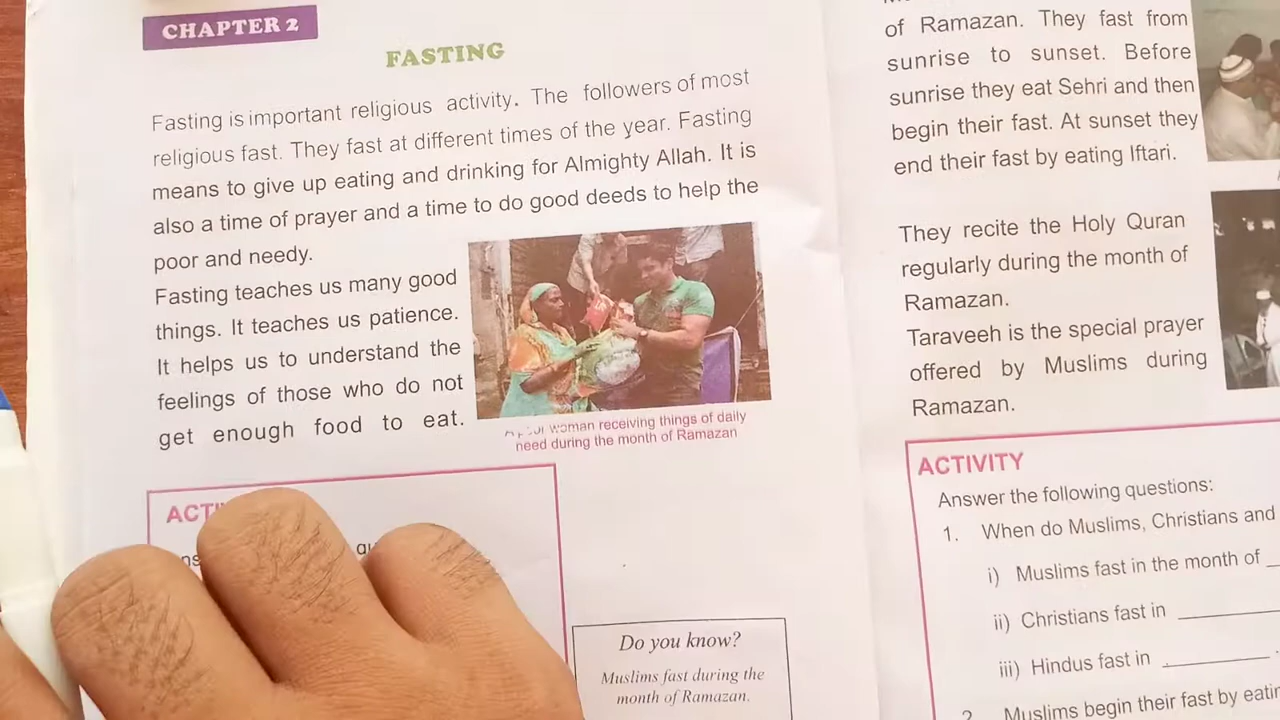 CHAPTER 2
FASTING
Fasting is important religious activity. The followers of most
religious fast. They fast at different times of the year. Fasting
means to give up eating and drinking for Almighty Allah. It is
also a time of prayer and a time to do good deeds to help the
poor and needy.
Fasting teaches us many good
things. It teaches us patience.
It helps us to understand the
feelings of those who do not
get enough food to eat.
woman receiving things of daily
need during the month of Ramazan
Do you know?
Muslims fast during the
month of Ramazan.
of Ramazan. They fast from
sunrise to sunset. Before
sunrise they eat Sehri and then
begin their fast. At sunset they
end their fast by eating Iftari.
They recite the Holy Quran
regularly during the month of
Ramazan.
Taraveeh is the special prayer
offered by Muslims during
Ramazan.
ACTIVITY
Answer the following questions:
1. When do Muslims, Christians and
i) Muslims fast in the month of
ii) Christians fast in
iii) Hindus fast in
Muslims begin their fast by